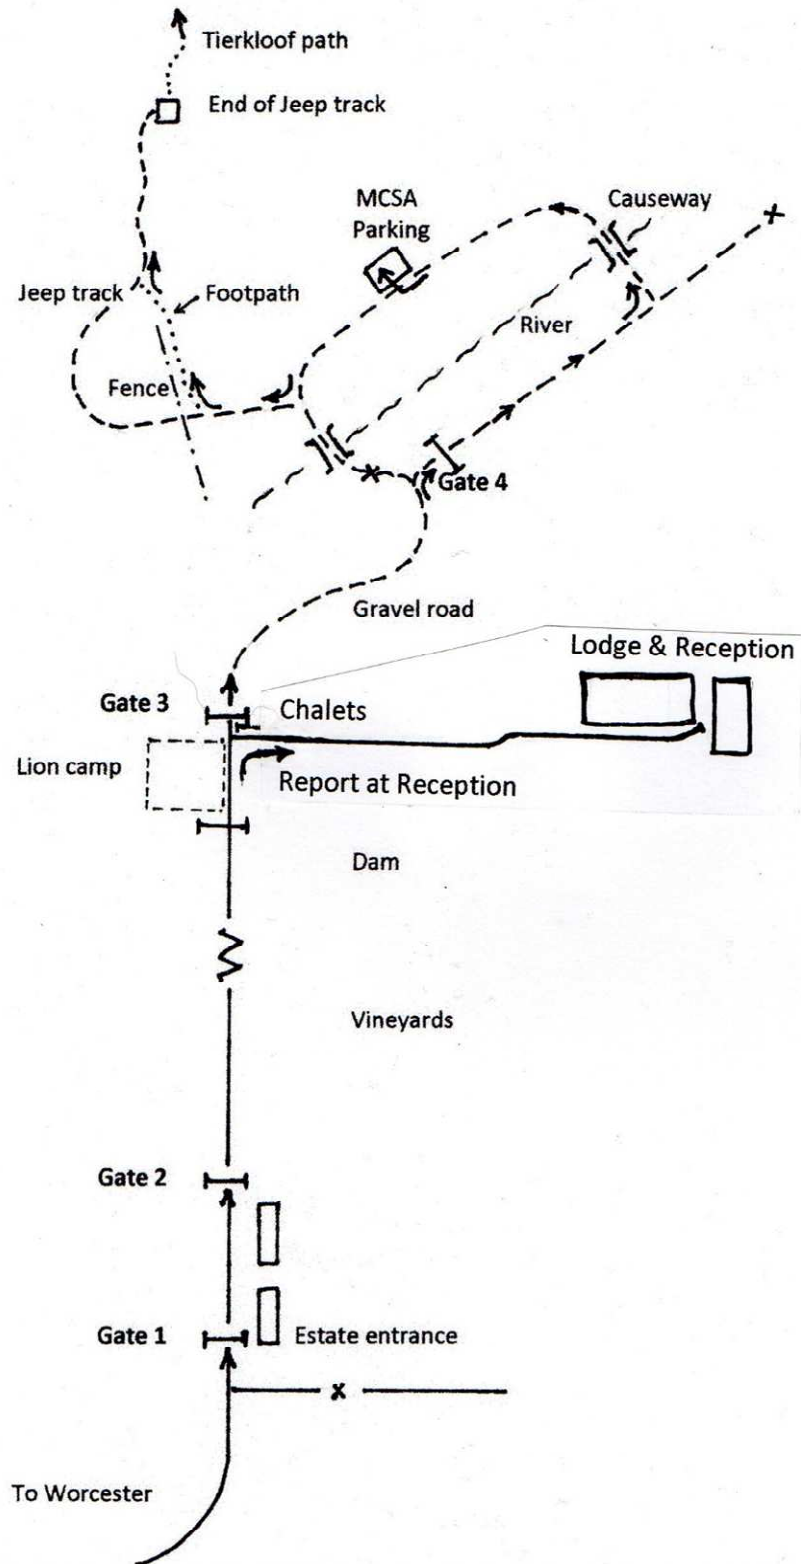 Tierkloof path
End of Jeep track
MCSA
Parking
Causeway
Jeep track
Footpath
River
Fence
Gate 4
Gravel road
Lodge & Reception
Gate 3
Chalets
Lion camp
Report at Reception
Dam
Vineyards
Gate 2
Gate 1
Estate entrance
x
To Worcester